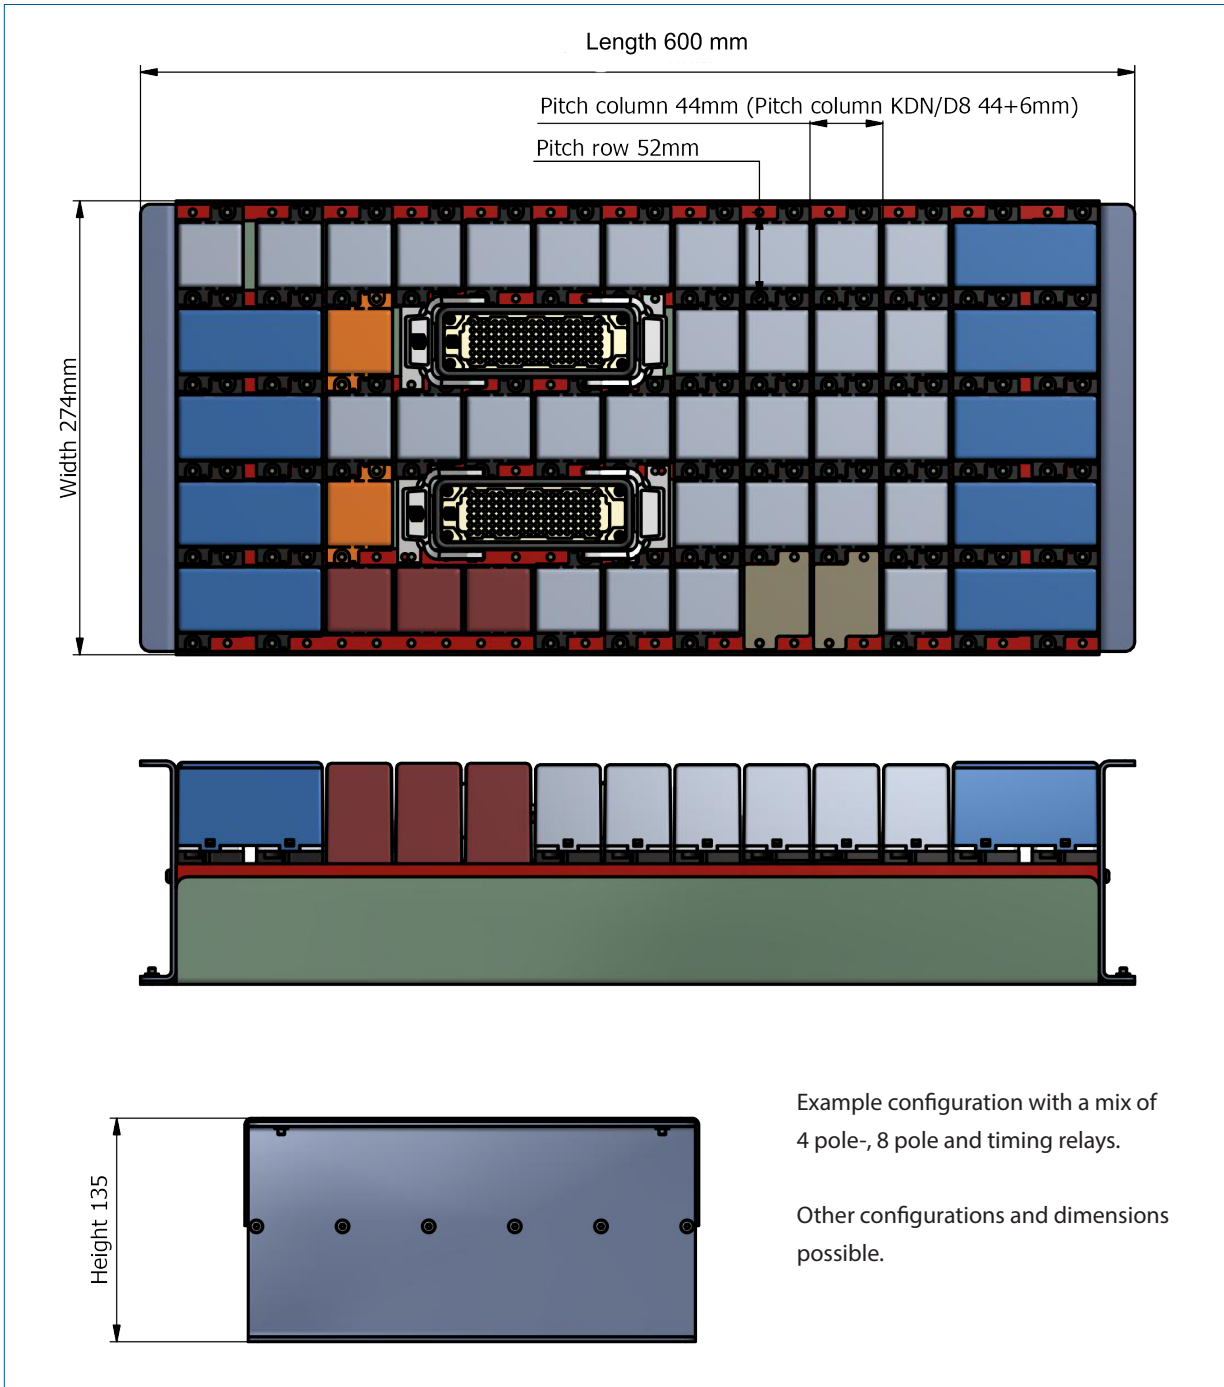 Length 600 mm
Pitch column 44mm (Pitch column KDN/D8 44+6mm)
Pitch row 52mm
Width 274mm
Height 135
Example configuration with a mix of
4 pole-, 8 pole and timing relays.
Other configurations and dimensions
possible.